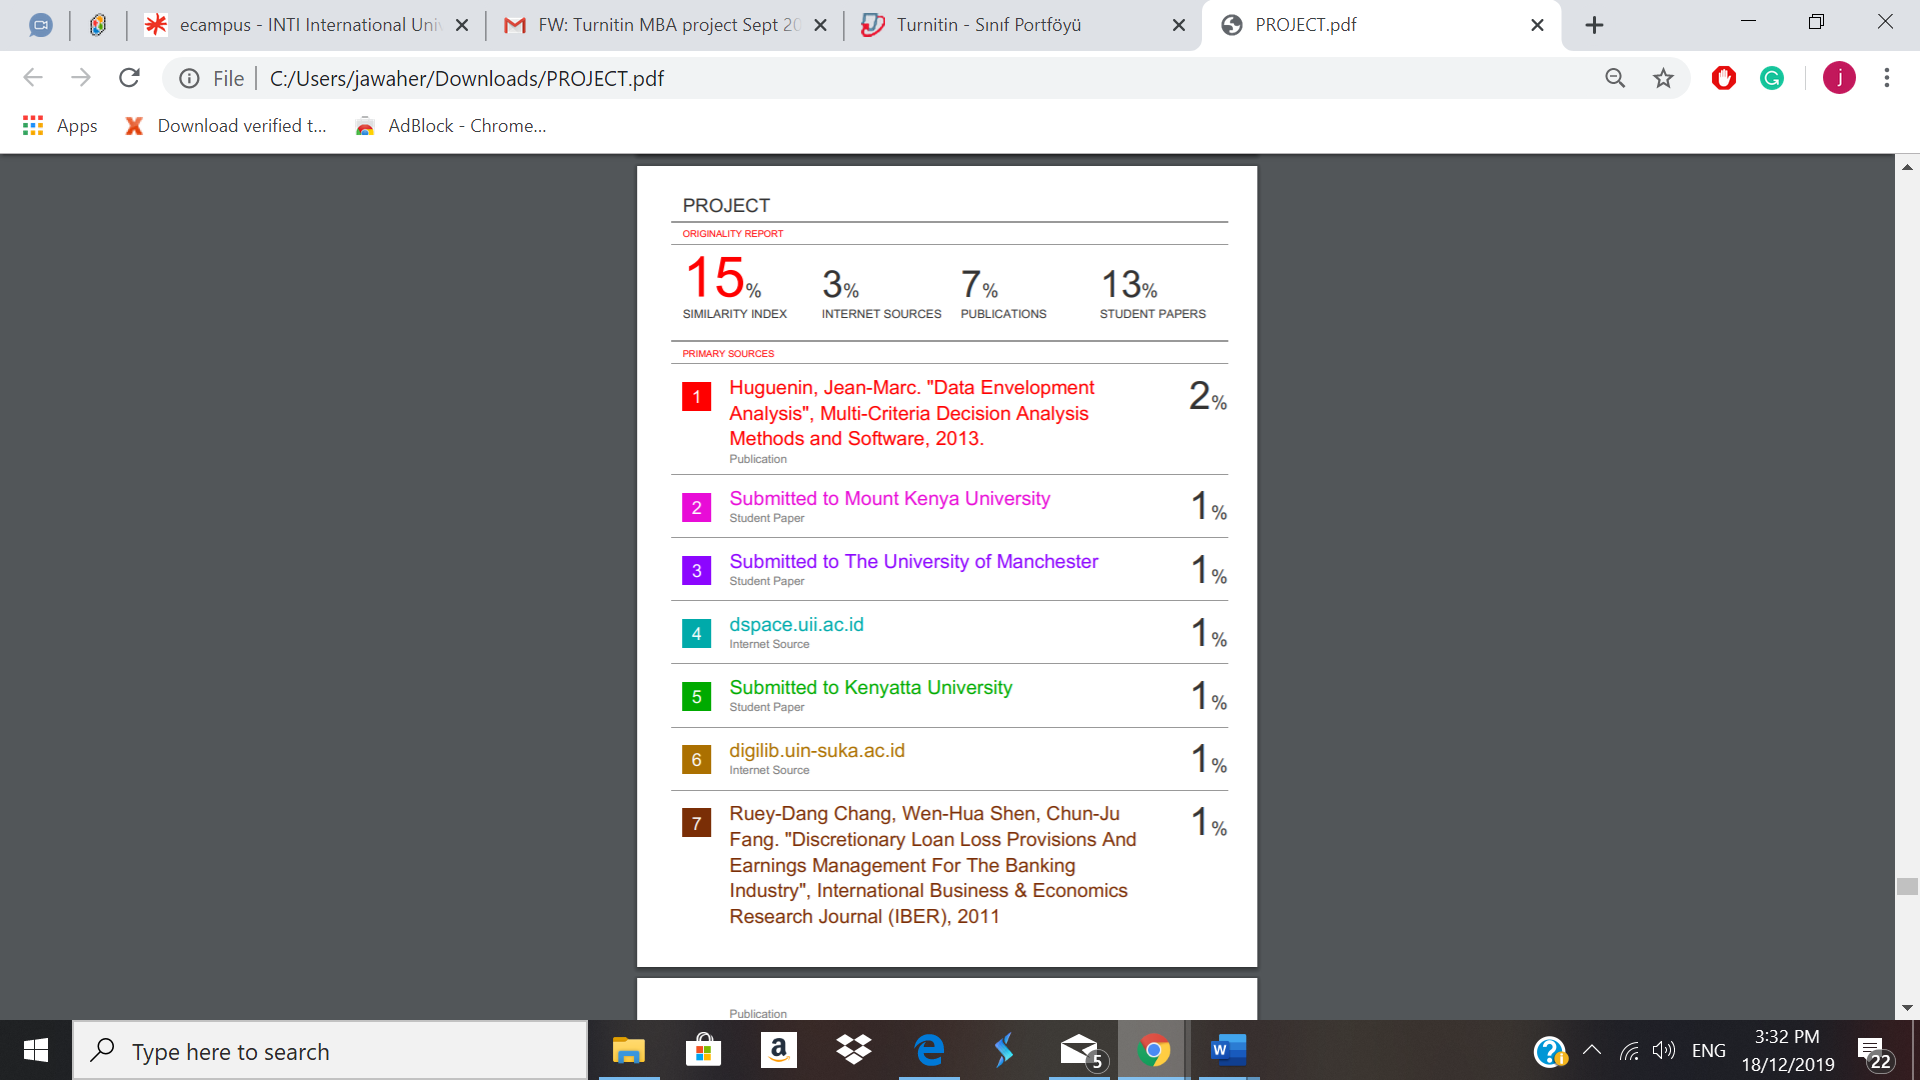 ecampus - INTI International Uni
FW: Turnitin MBA project Sept 20
Turnitin - Sınıf Portföyü
PROJECT.pdf
File
C:/Users/jawaher/Downloads/PROJECT.pdf
j
Apps
Download verified t...
AdBlock - Chrome...
PROJECT
ORIGINALITY REPORT
15% 3% 7% 13%
SIMILARITY INDEX INTERNET SOURCES PUBLICATIONS STUDENT PAPERS
PRIMARY SOURCES
1 Huguenin, Jean-Marc. "Data Envelopment 2%
Analysis", Multi-Criteria Decision Analysis
Methods and Software, 2013.
Publication
2 Submitted to Mount Kenya University 1%
Student Paper
3 Submitted to The University of Manchester 1%
Student Paper
4 dspace.uii.ac.id 1%
Internet Source
5 Submitted to Kenyatta University 1%
Student Paper
6 digilib.uin-suka.ac.id 1%
Internet Source
7 Ruey-Dang Chang, Wen-Hua Shen, Chun-Ju 1%
Fang. "Discretionary Loan Loss Provisions And
Earnings Management For The Banking
Industry", International Business & Economics
Research Journal (IBER), 2011
Publication
Type here to search
5
ENG
3:32 PM
18/12/2019
22